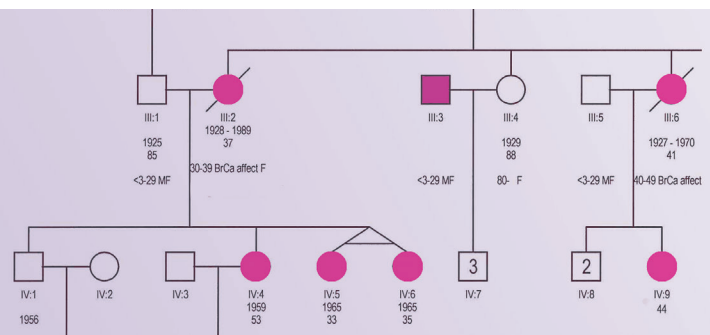 III:1
1925
85
<3-29 MF
III:2
1928 - 1989
37
30-39 BrCa affect F
III:3
<3-29 MF
III:4
1929
88
80- F
III:5
<3-29 MF
III:6
1927 - 1970
41
40-49 BrCa affect
IV:1
1956
IV:2
IV:3
IV:4
1959
53
IV:5
1965
33
IV:6
1965
35
3
IV:7
2
IV:8
IV:9
44